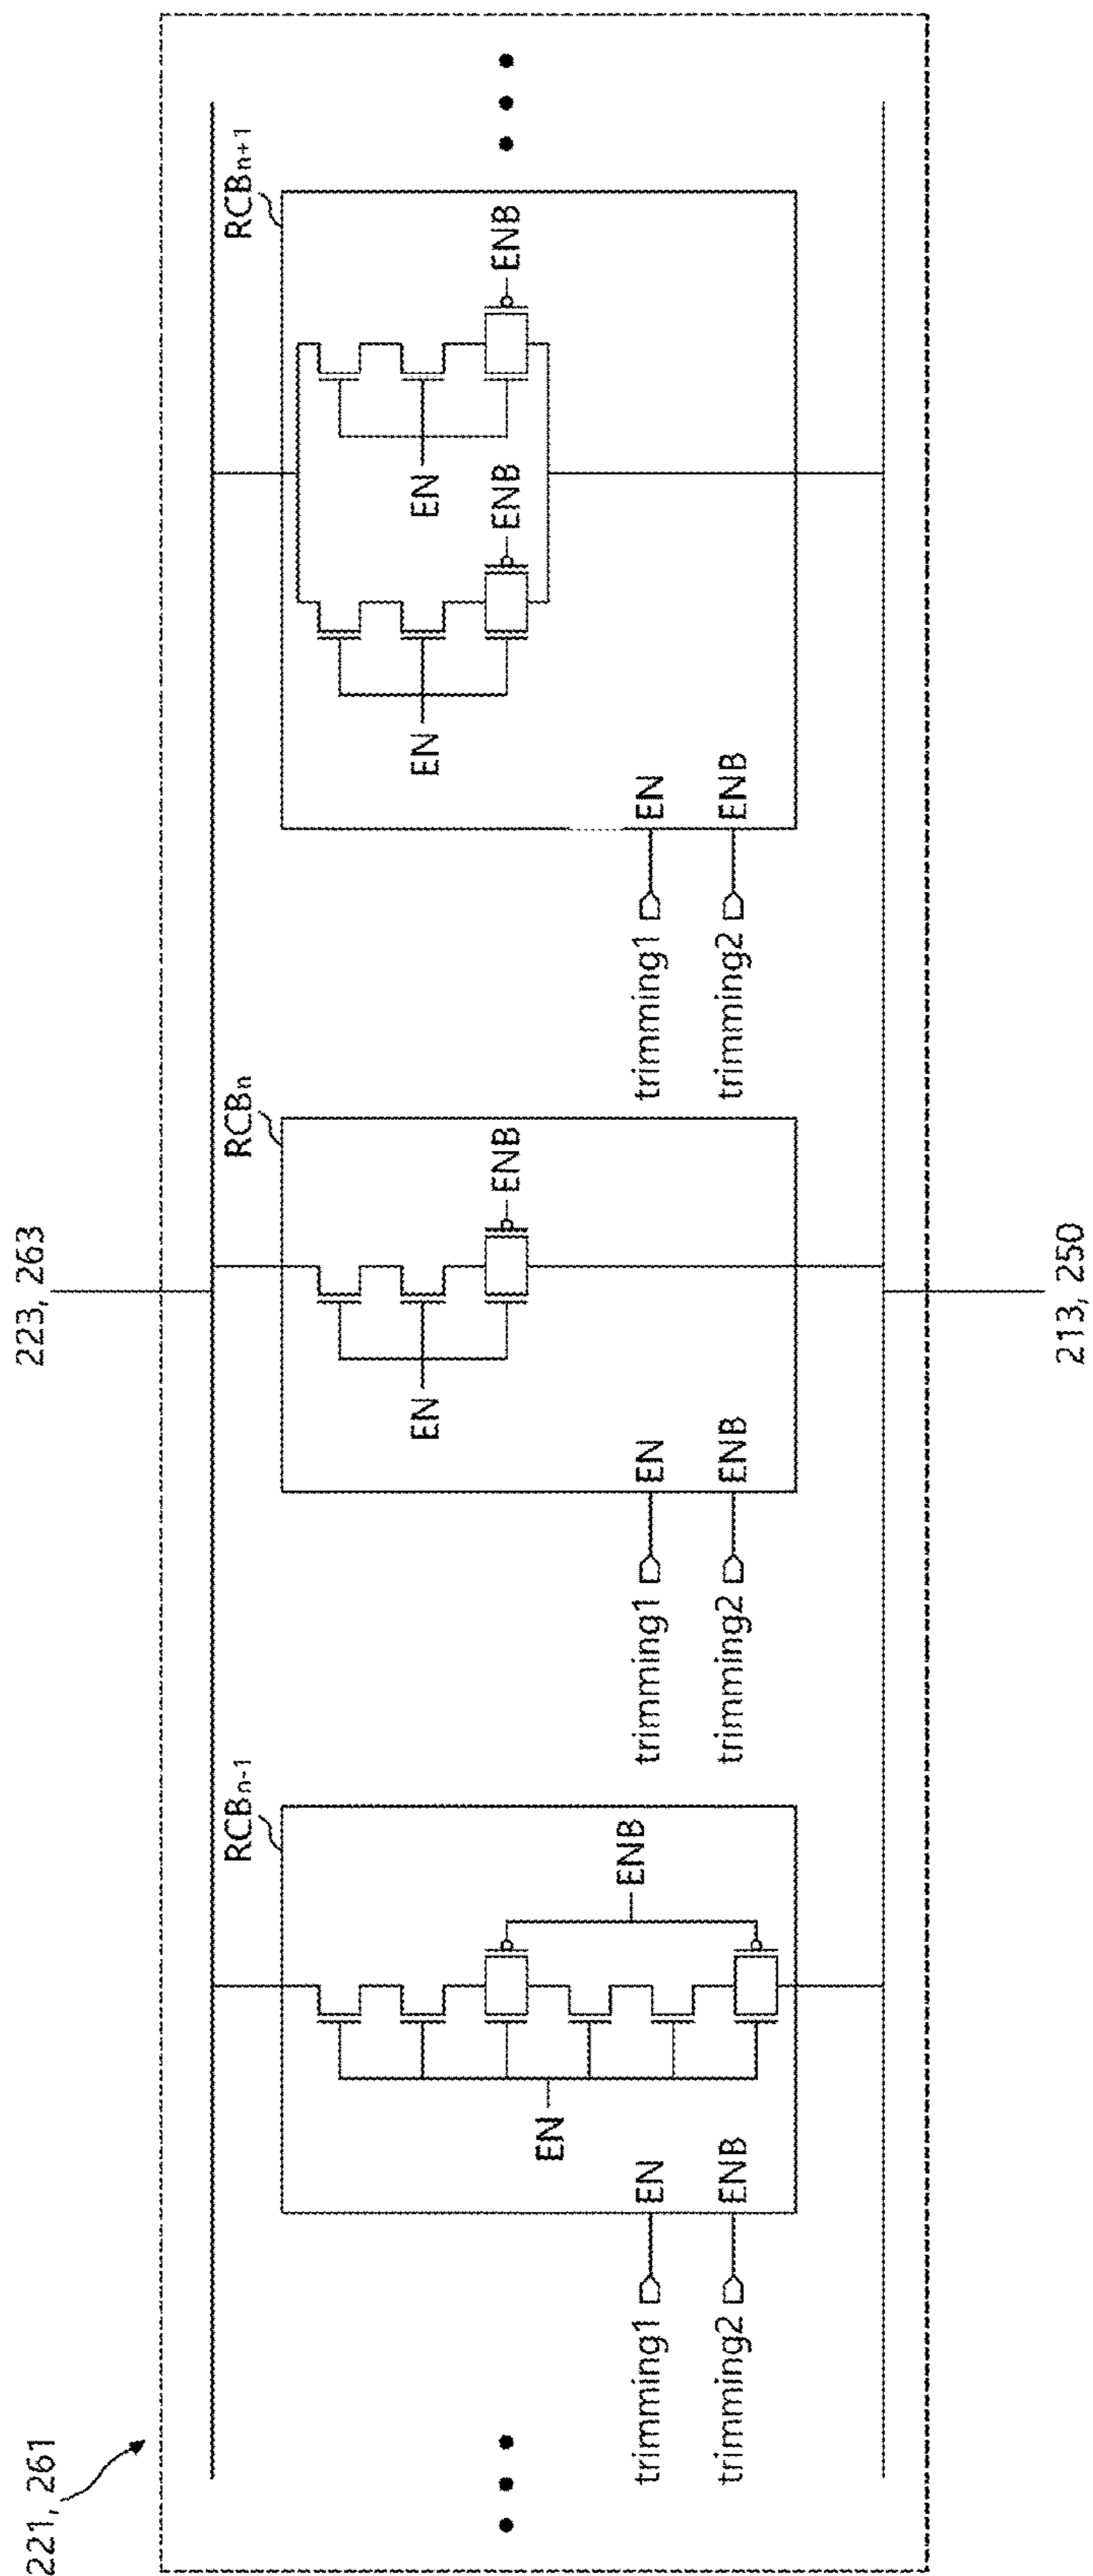 221, 261
223, 263
RCBn-1
EN
ENB
trimming1
EN
trimming2
ENB
RCBn
EN
ENB
trimming1
EN
trimming2
ENB
RCBn+1
EN
ENB
EN
ENB
trimming1
EN
trimming2
ENB
213, 250